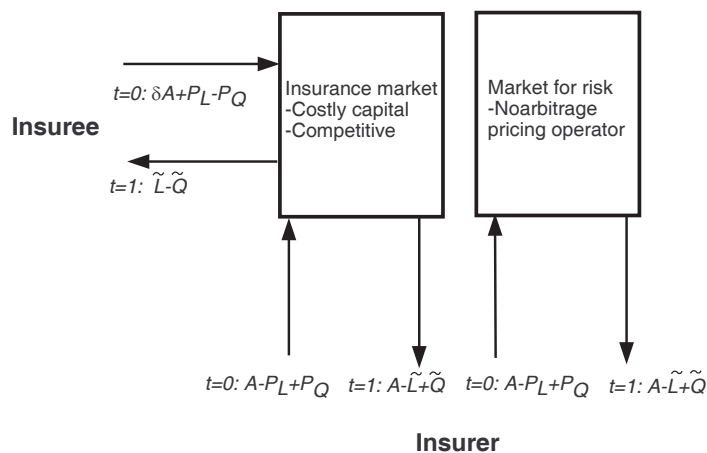 Insurance market
-Costly capital
-Competitive
Market for risk
-Noarbitrage
pricing operator
t=0: δA+P_L-P_Q
Insuree
t=1: L̃-Q̃
t=0: A-P_L+P_Q
t=1: A-L̃+Q̃
t=0: A-P_L+P_Q
t=1: A-L̃+Q̃
Insurer